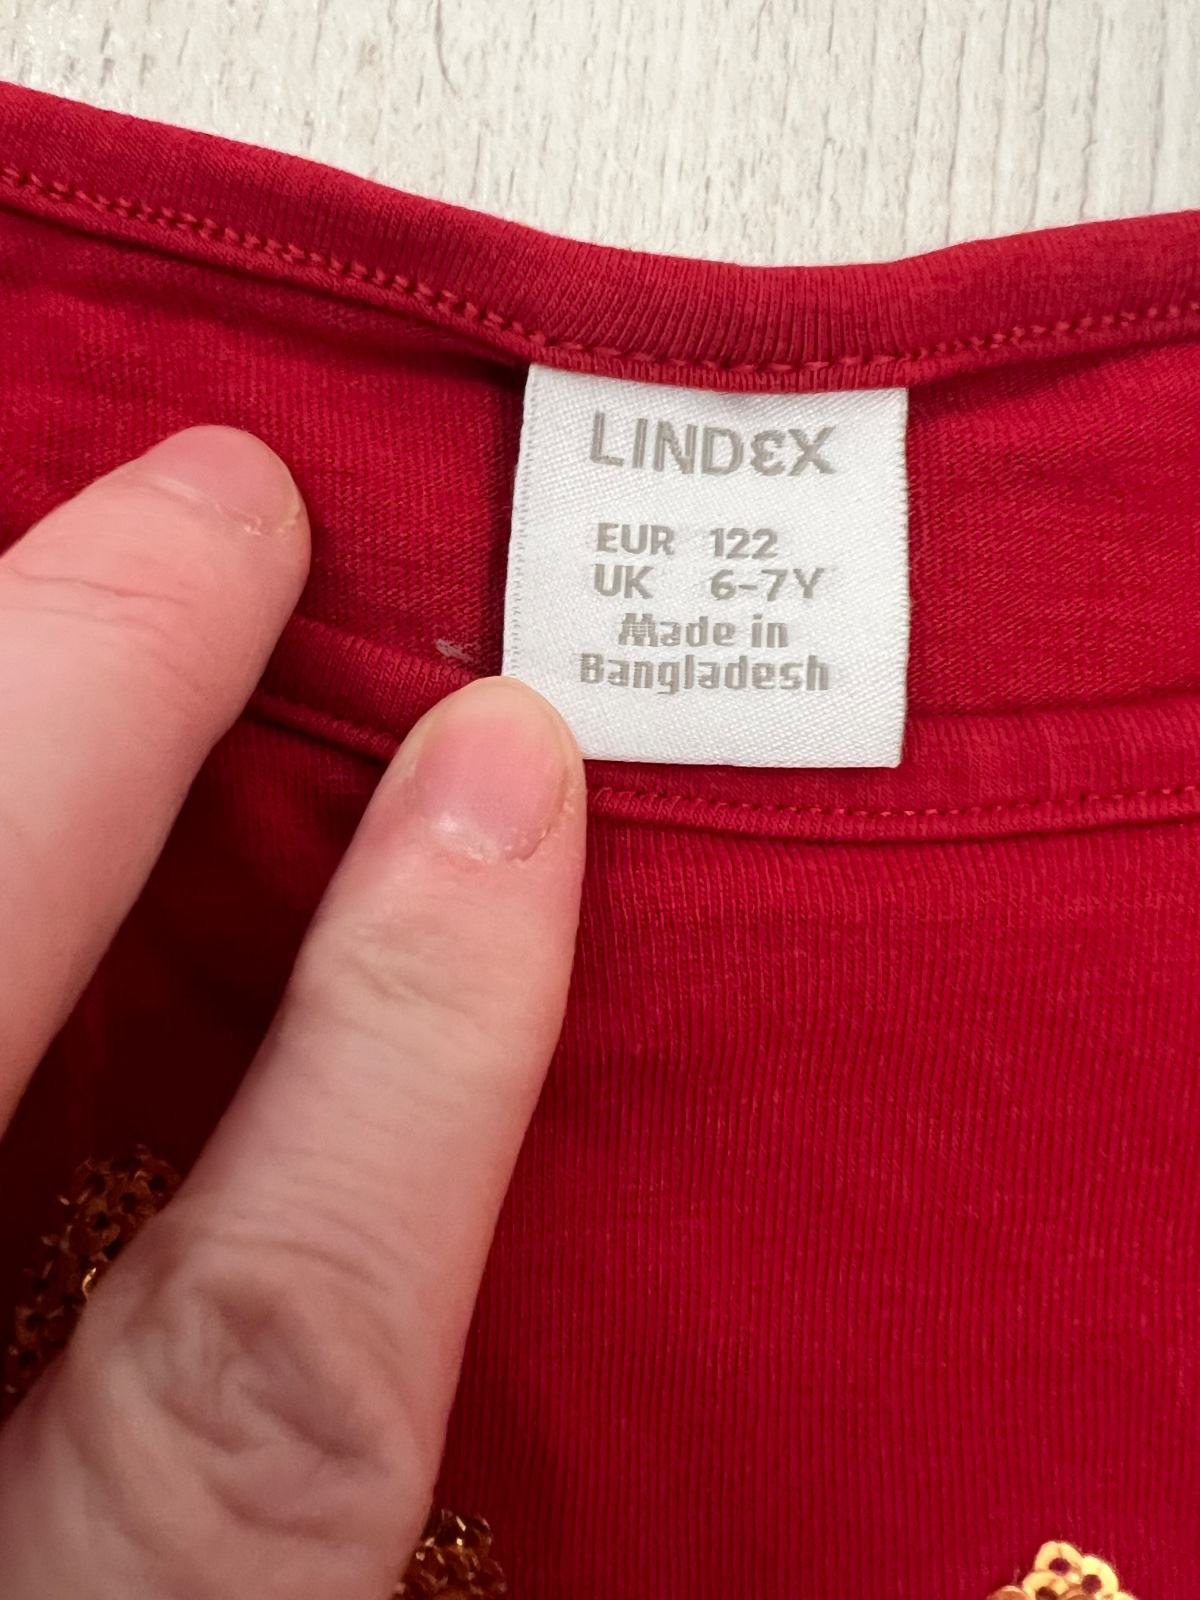 LINDEX
EUR 122
UK 6-7Y
Made in
Bangladesh